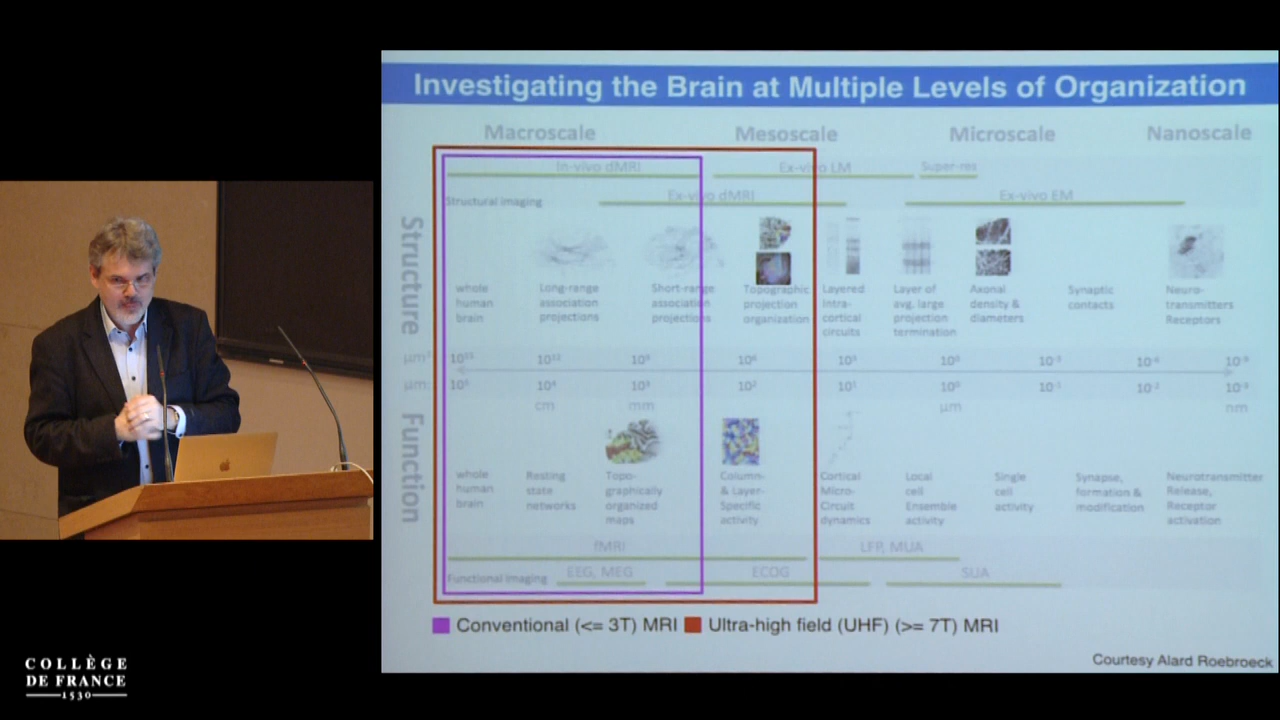 Investigating the Brain at Multiple Levels of Organization
Macroscale Mesoscale Microscale Nanoscale
In-vivo dMRI Ex-vivo LM Super-res
Structural imaging Ex-vivo dMRI Ex-vivo EM
Structure
whole human brain
Long-range association projections
Short-range association projections
Topographic projection organization
Layered Intra-cortical circuits
Layer of avg. large projection termination
Axonal density & diameters
Synaptic contacts
Neuro-transmitters Receptors
µm³ 10¹⁵ 10¹² 10⁹ 10⁶ 10³ 10⁰ 10⁻³ 10⁻⁶ 10⁻⁹
µm: 10⁵ 10⁴ 10³ 10² 10¹ 10⁰ 10⁻¹ 10⁻² 10⁻³
cm mm µm nm
Function
whole human brain
Resting state networks
Topo-graphically organized maps
Column- & Layer-Specific activity
Cortical Micro-Circuit dynamics
Local cell Ensemble activity
Single cell activity
Synapse, formation & modification
Neurotransmitter Release, Receptor activation
fMRI LFP, MUA
Functional imaging EEG, MEG ECOG SUA
Conventional (<= 3T) MRI Ultra-high field (UHF) (>= 7T) MRI
Courtesy Alard Roebroeck
COLLÈGE
DE FRANCE
1530